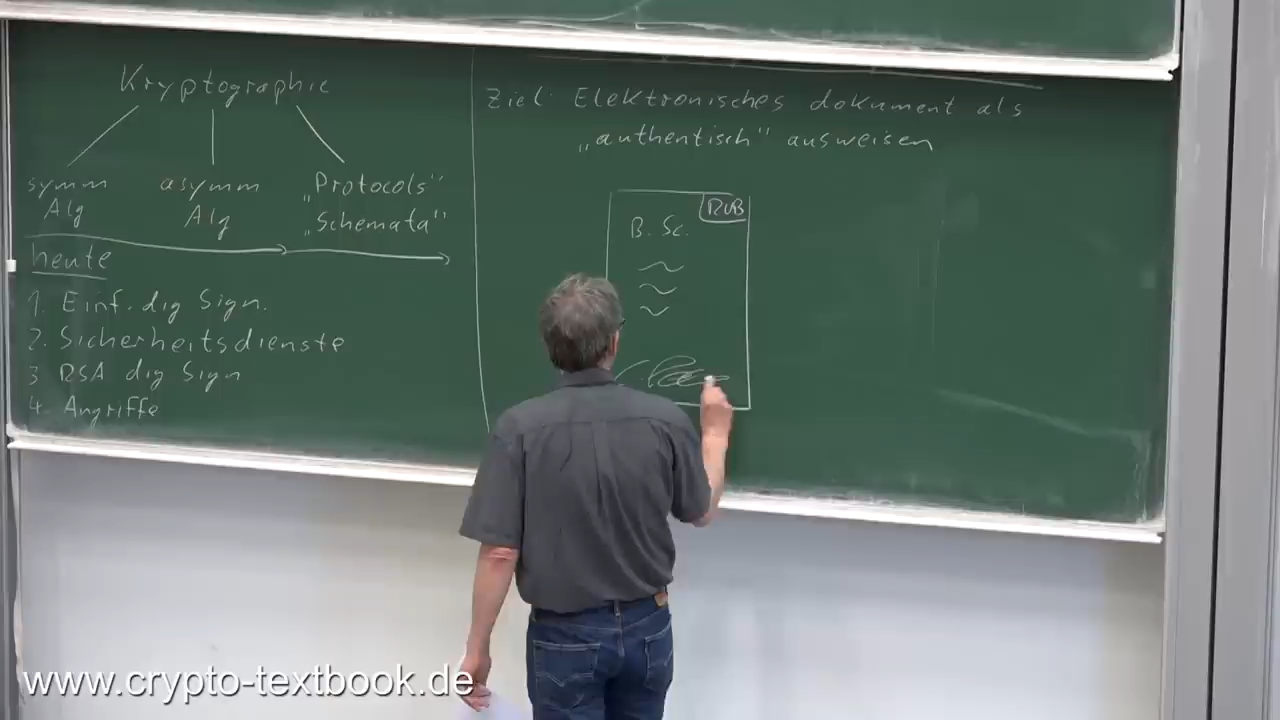 Kryptographie
symm
Alg
asymm
Alg
„Protocols"
„Schemata"
heute
1. Einf. dig Sign.
2. Sicherheitsdienste
3 RSA dig Sign
4. Angriffe
Ziel: Elektronisches dokument als
„authentisch" ausweisen
RUB
B. Sc.
www.crypto-textbook.de